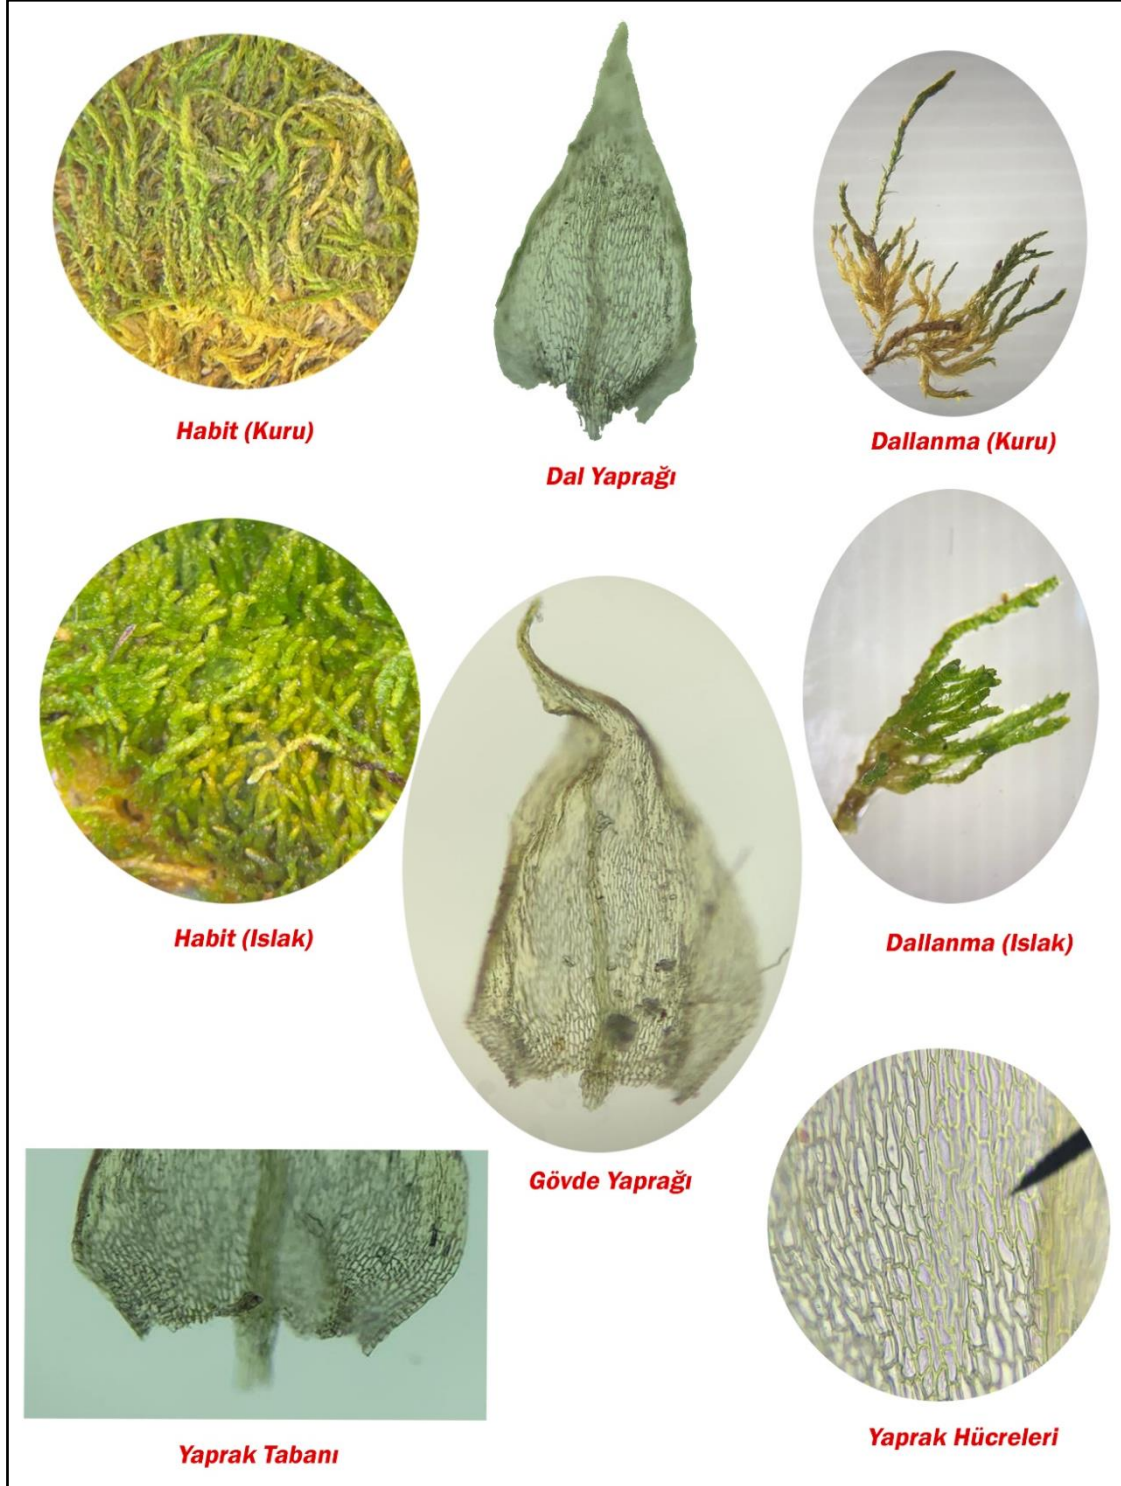 Habit (Kuru)
Dal Yaprağı
Dallanma (Kuru)
Habit (Islak)
Dallanma (Islak)
Gövde Yaprağı
Yaprak Tabanı
Yaprak Hücreleri